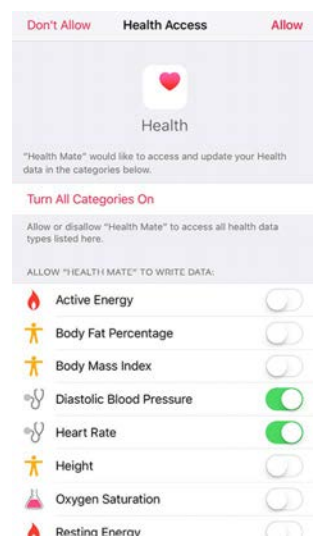 Don't Allow Health Access Allow
Health
"Health Mate" would like to access and update your Health
data in the categories below.
Turn All Categories On
Allow or disallow "Health Mate" to access all health data
types listed here.
ALLOW "HEALTH MATE" TO WRITE DATA:
Active Energy
Body Fat Percentage
Body Mass Index
Diastolic Blood Pressure
Heart Rate
Height
Oxygen Saturation
Resting Energy